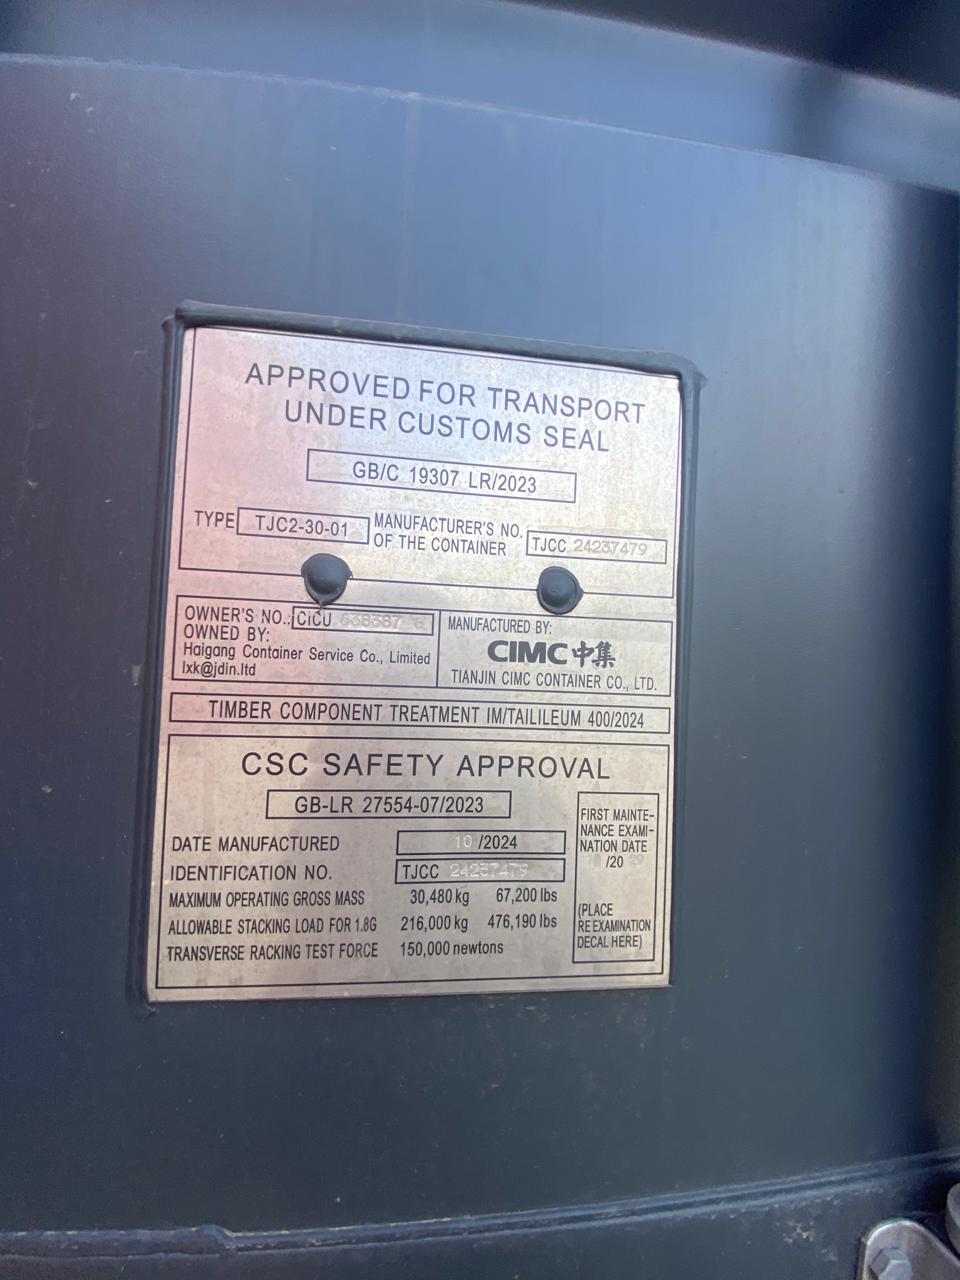 APPROVED FOR TRANSPORT
UNDER CUSTOMS SEAL
GB/C 19307 LR/2023
TYPE TJC2-30-01 MANUFACTURER'S NO. OF THE CONTAINER TJCC 24237479
OWNER'S NO.: CICU 638387
OWNED BY:
Haigang Container Service Co., Limited
lxk@jdin.ltd
MANUFACTURED BY:
CIMC 中集
TIANJIN CIMC CONTAINER CO., LTD.
TIMBER COMPONENT TREATMENT IM/TAILILEUM 400/2024
CSC SAFETY APPROVAL
GB-LR 27554-07/2023
DATE MANUFACTURED 10/2024
IDENTIFICATION NO. TJCC 24237479
MAXIMUM OPERATING GROSS MASS 30,480 kg 67,200 lbs
ALLOWABLE STACKING LOAD FOR 1.8G 216,000 kg 476,190 lbs
TRANSVERSE RACKING TEST FORCE 150,000 newtons
FIRST MAINTE-
NANCE EXAMI-
NATION DATE
/2029
(PLACE
REEXAMINATION
DECAL HERE)